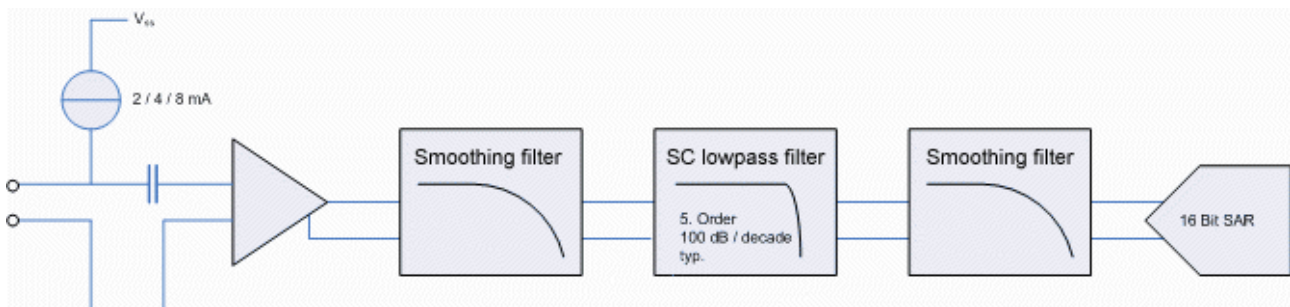 Vss
2 / 4 / 8 mA
Smoothing filter
SC lowpass filter
5. Order
100 dB / decade
typ.
Smoothing filter
16 Bit SAR